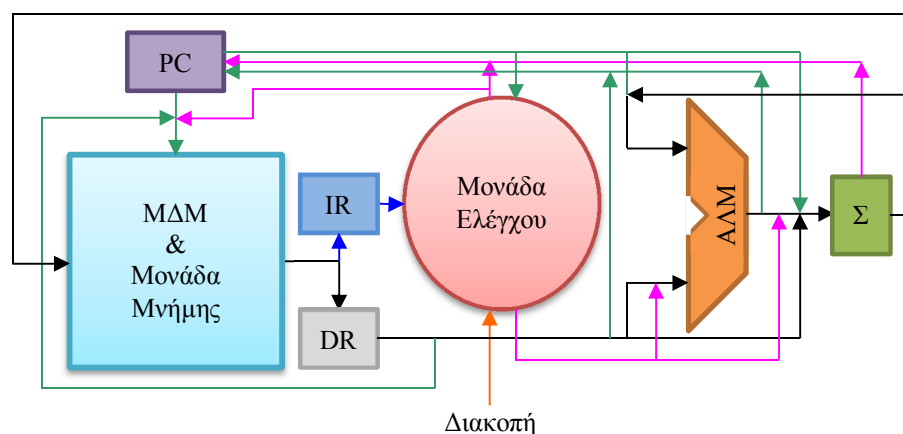 PC
ΜΔΜ
&
Μονάδα
Μνήμης
IR
DR
Μονάδα
Ελέγχου
ΑΛΜ
Σ
Διακοπή